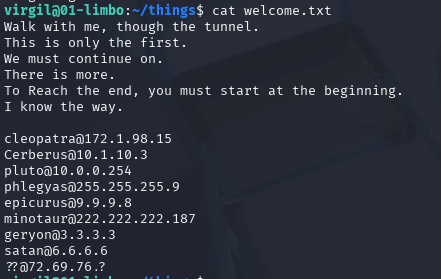 virgil@01-limbo:~/things$ cat welcome.txt
Walk with me, though the tunnel.
This is only the first.
We must continue on.
There is more.
To Reach the end, you must start at the beginning.
I know the way.
cleopatra@172.1.98.15
Cerberus@10.1.10.3
pluto@10.0.0.254
phlegyas@255.255.255.9
epicurus@9.9.9.8
minotaur@222.222.222.187
geryon@3.3.3.3
satan@6.6.6.6
??@72.69.76.?